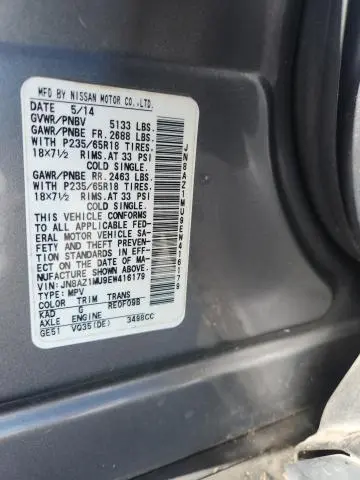 MFD BY NISSAN MOTOR CO.,LTD.
DATE 5/14
GVWR/PNBV 5133 LBS.
GAWR/PNBE FR. 2688 LBS.
WITH P235/65R18 TIRES.
18X7½ RIMS.AT 33 PSI
COLD SINGLE.
GAWR/PNBE RR. 2463 LBS.
WITH P235/65R18 TIRES.
18X7½ RIMS.AT 33 PSI
COLD SINGLE.
THIS VEHICLE CONFORMS
TO ALL APPLICABLE FED-
ERAL MOTOR VEHICLE SA-
FETY AND THEFT PREVEN-
TION STANDARDS IN EFF-
ECT ON THE DATE OF MA-
NUFACTURE SHOWN ABOVE
VIN: JN8AZ1MU9EW416179
TYPE: MPV
COLOR TRIM TRANS
KAD G RE0F09B
AXLE ENGINE
GE51 VQ35(DE) 3498CC
JN8AZ1MU9EW416179